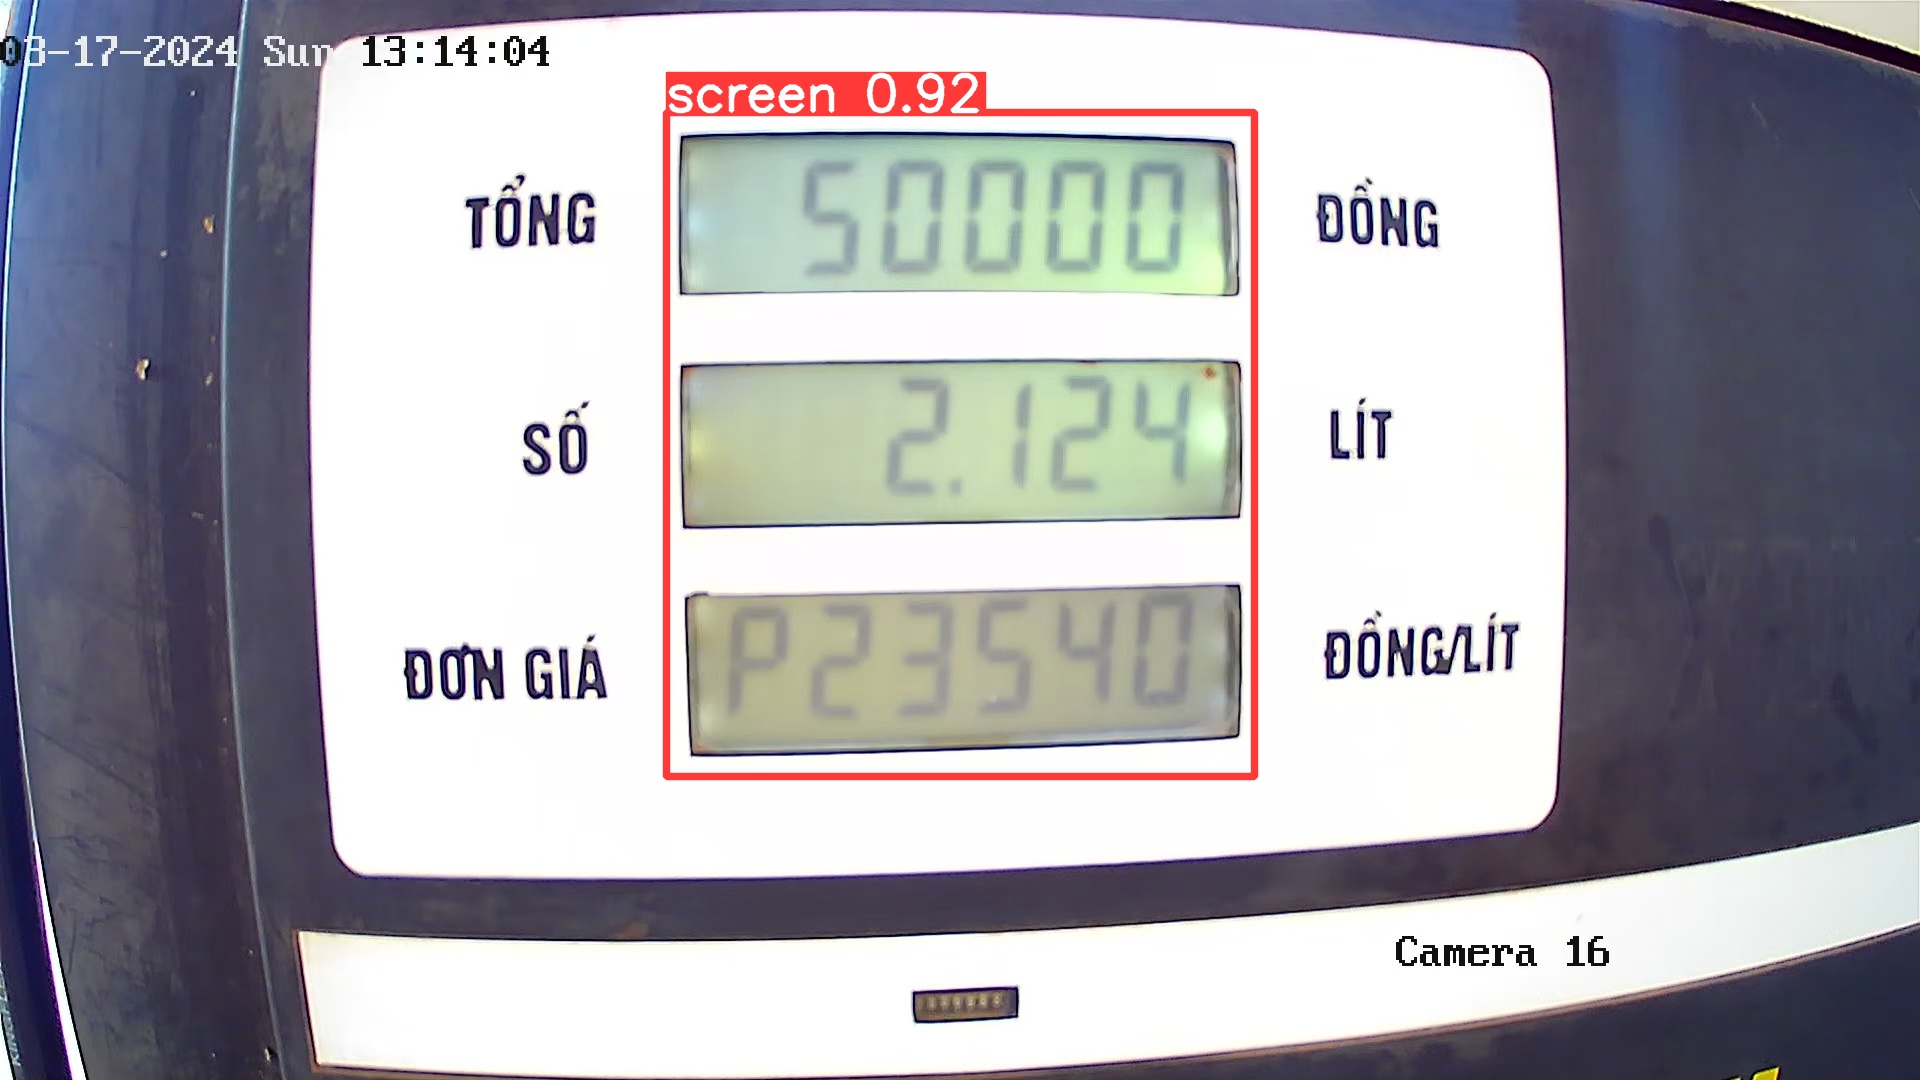 03-17-2024 Sun 13:14:04
screen 0.92
TỔNG 50000 ĐỒNG
SỐ 2.124 LÍT
ĐƠN GIÁ P23540 ĐỒNG/LÍT
Camera 16